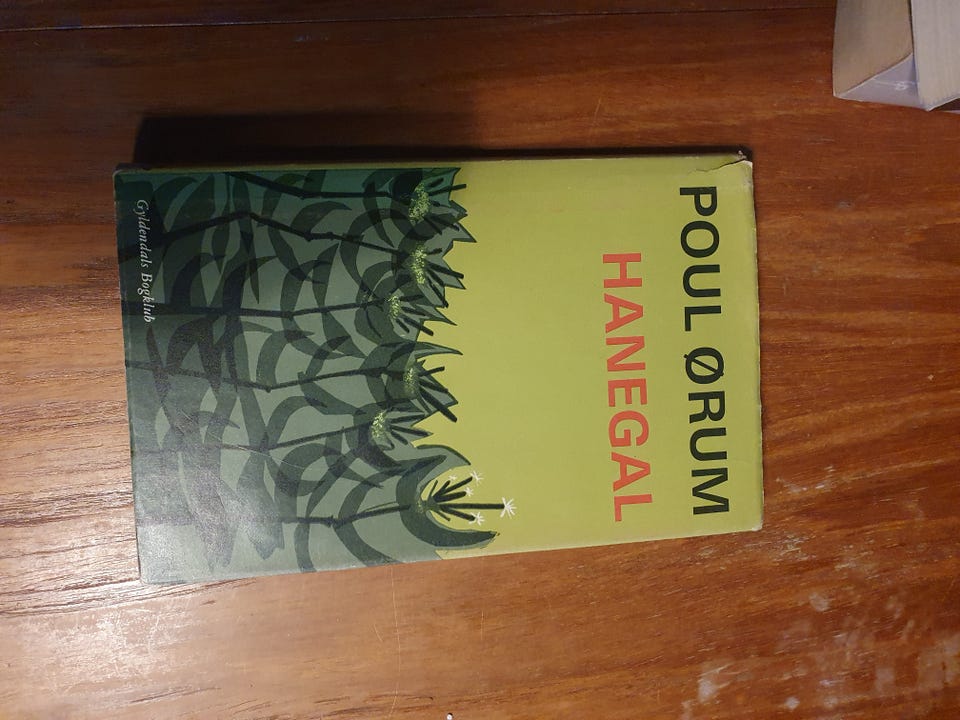 POUL ØRUM
HANEGAL
Gyldendals Bogklub